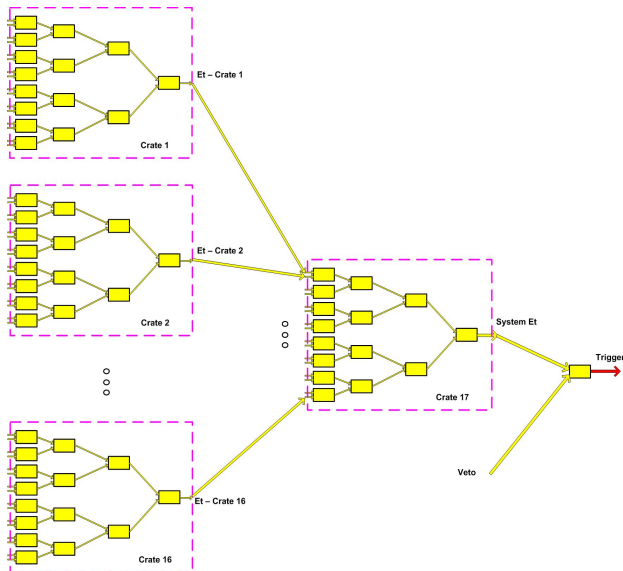 Et – Crate 1
Crate 1
Et – Crate 2
Crate 2
System Et
Trigger
Crate 17
Veto
Et – Crate 16
Crate 16